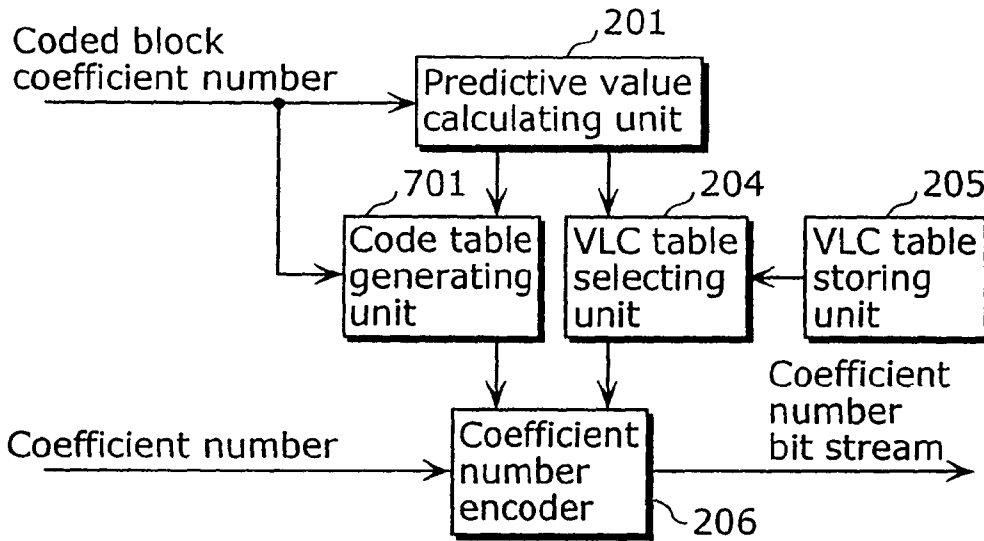 Coded block
coefficient number
201
Predictive value
calculating unit
701
204
205
Code table
generating
unit
VLC table
selecting
unit
VLC table
storing
unit
Coefficient
number
bit stream
Coefficient number
Coefficient
number
encoder
206